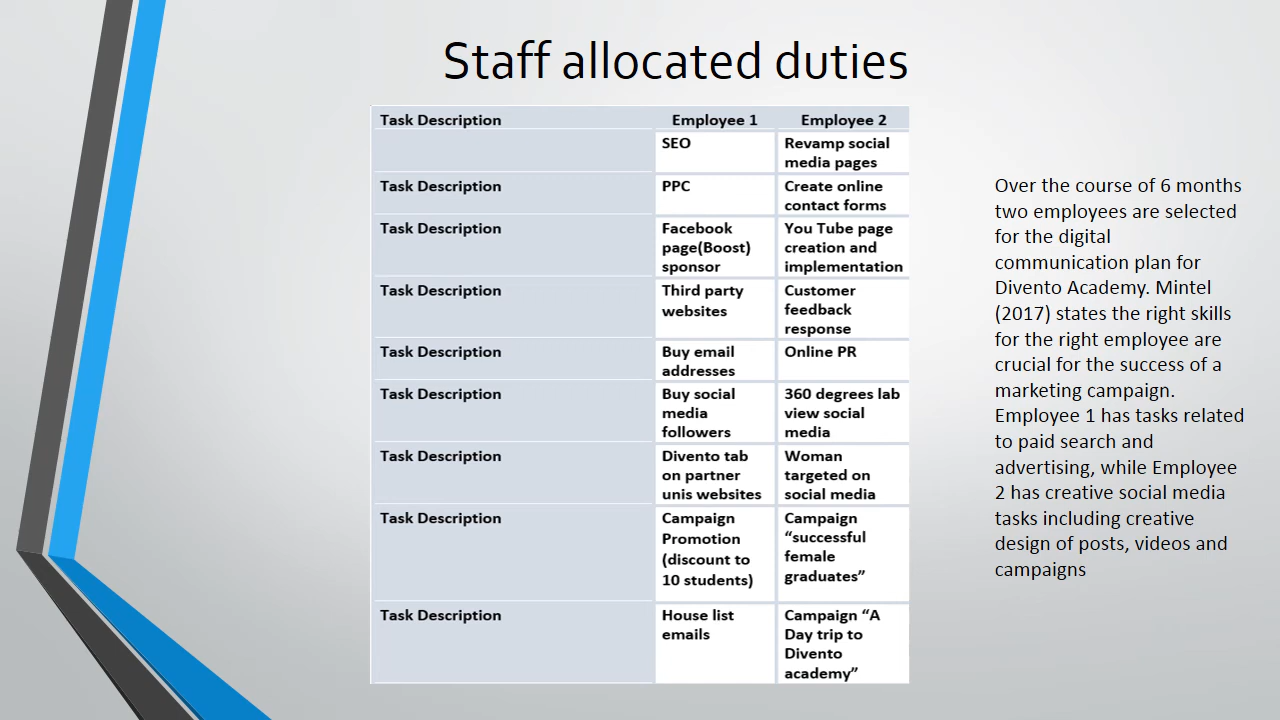 Staff allocated duties
Task Description Employee 1 Employee 2
SEO Revamp social
media pages
Task Description PPC Create online
contact forms
Task Description Facebook You Tube page
page(Boost) creation and
sponsor implementation
Task Description Third party Customer
websites feedback
response
Task Description Buy email Online PR
addresses
Task Description Buy social 360 degrees lab
media view social
followers media
Task Description Divento tab Woman
on partner targeted on
unis websites social media
Task Description Campaign Campaign
Promotion “successful
(discount to female
10 students) graduates”
Task Description House list Campaign “A
emails Day trip to
Divento
academy”
Over the course of 6 months
two employees are selected
for the digital
communication plan for
Divento Academy. Mintel
(2017) states the right skills
for the right employee are
crucial for the success of a
marketing campaign.
Employee 1 has tasks related
to paid search and
advertising, while Employee
2 has creative social media
tasks including creative
design of posts, videos and
campaigns